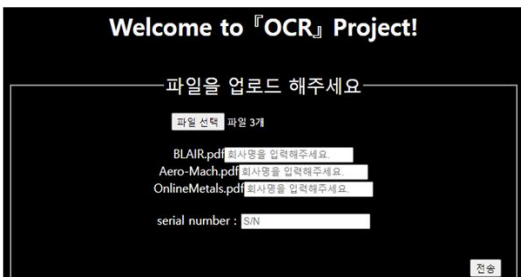 Welcome to『OCR』Project!
파일을 업로드 해주세요
파일 선택 파일 3개
BLAIR.pdf 회사명을 입력해주세요.
Aero-Mach.pdf 회사명을 입력해주세요.
OnlineMetals.pdf 회사명을 입력해주세요.
serial number : S/N
전송